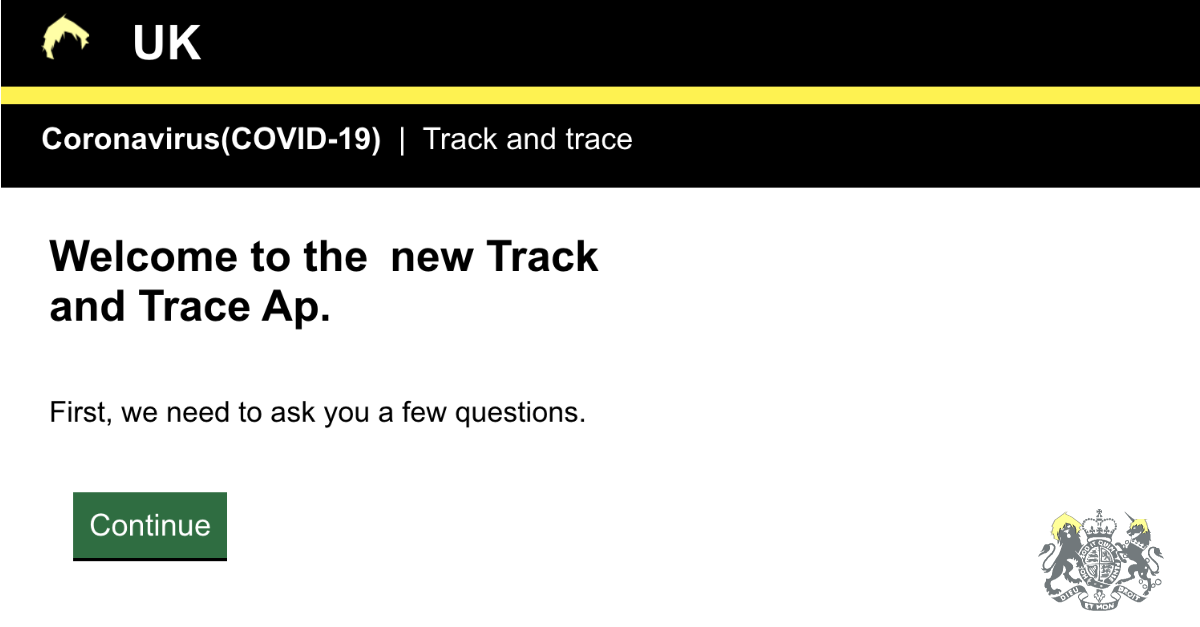 UK
Coronavirus(COVID-19) | Track and trace
Welcome to the new Track
and Trace Ap.
First, we need to ask you a few questions.
Continue
DIEU ET MON DROIT